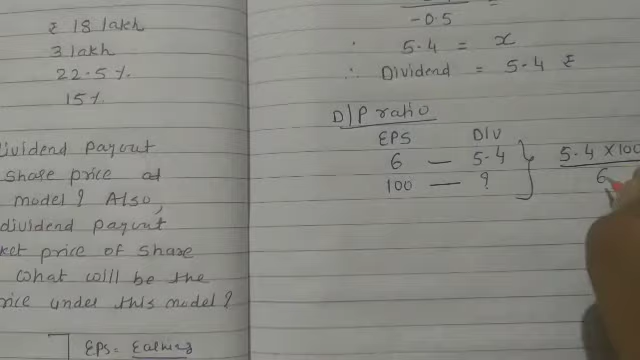 ₹ 18 lakh
3 lakh
22.5 %
15 %
dividend payout
share price at
model? Also,
dividend payout
ket price of share
What will be the
rice under this model?
EPS = Earning
-0.5
=
∴ 5.4 = x
∴ Dividend = 5.4 ₹
D/P ratio
EPS DIV
6 — 5.4
100 — ?
5.4 × 100
6